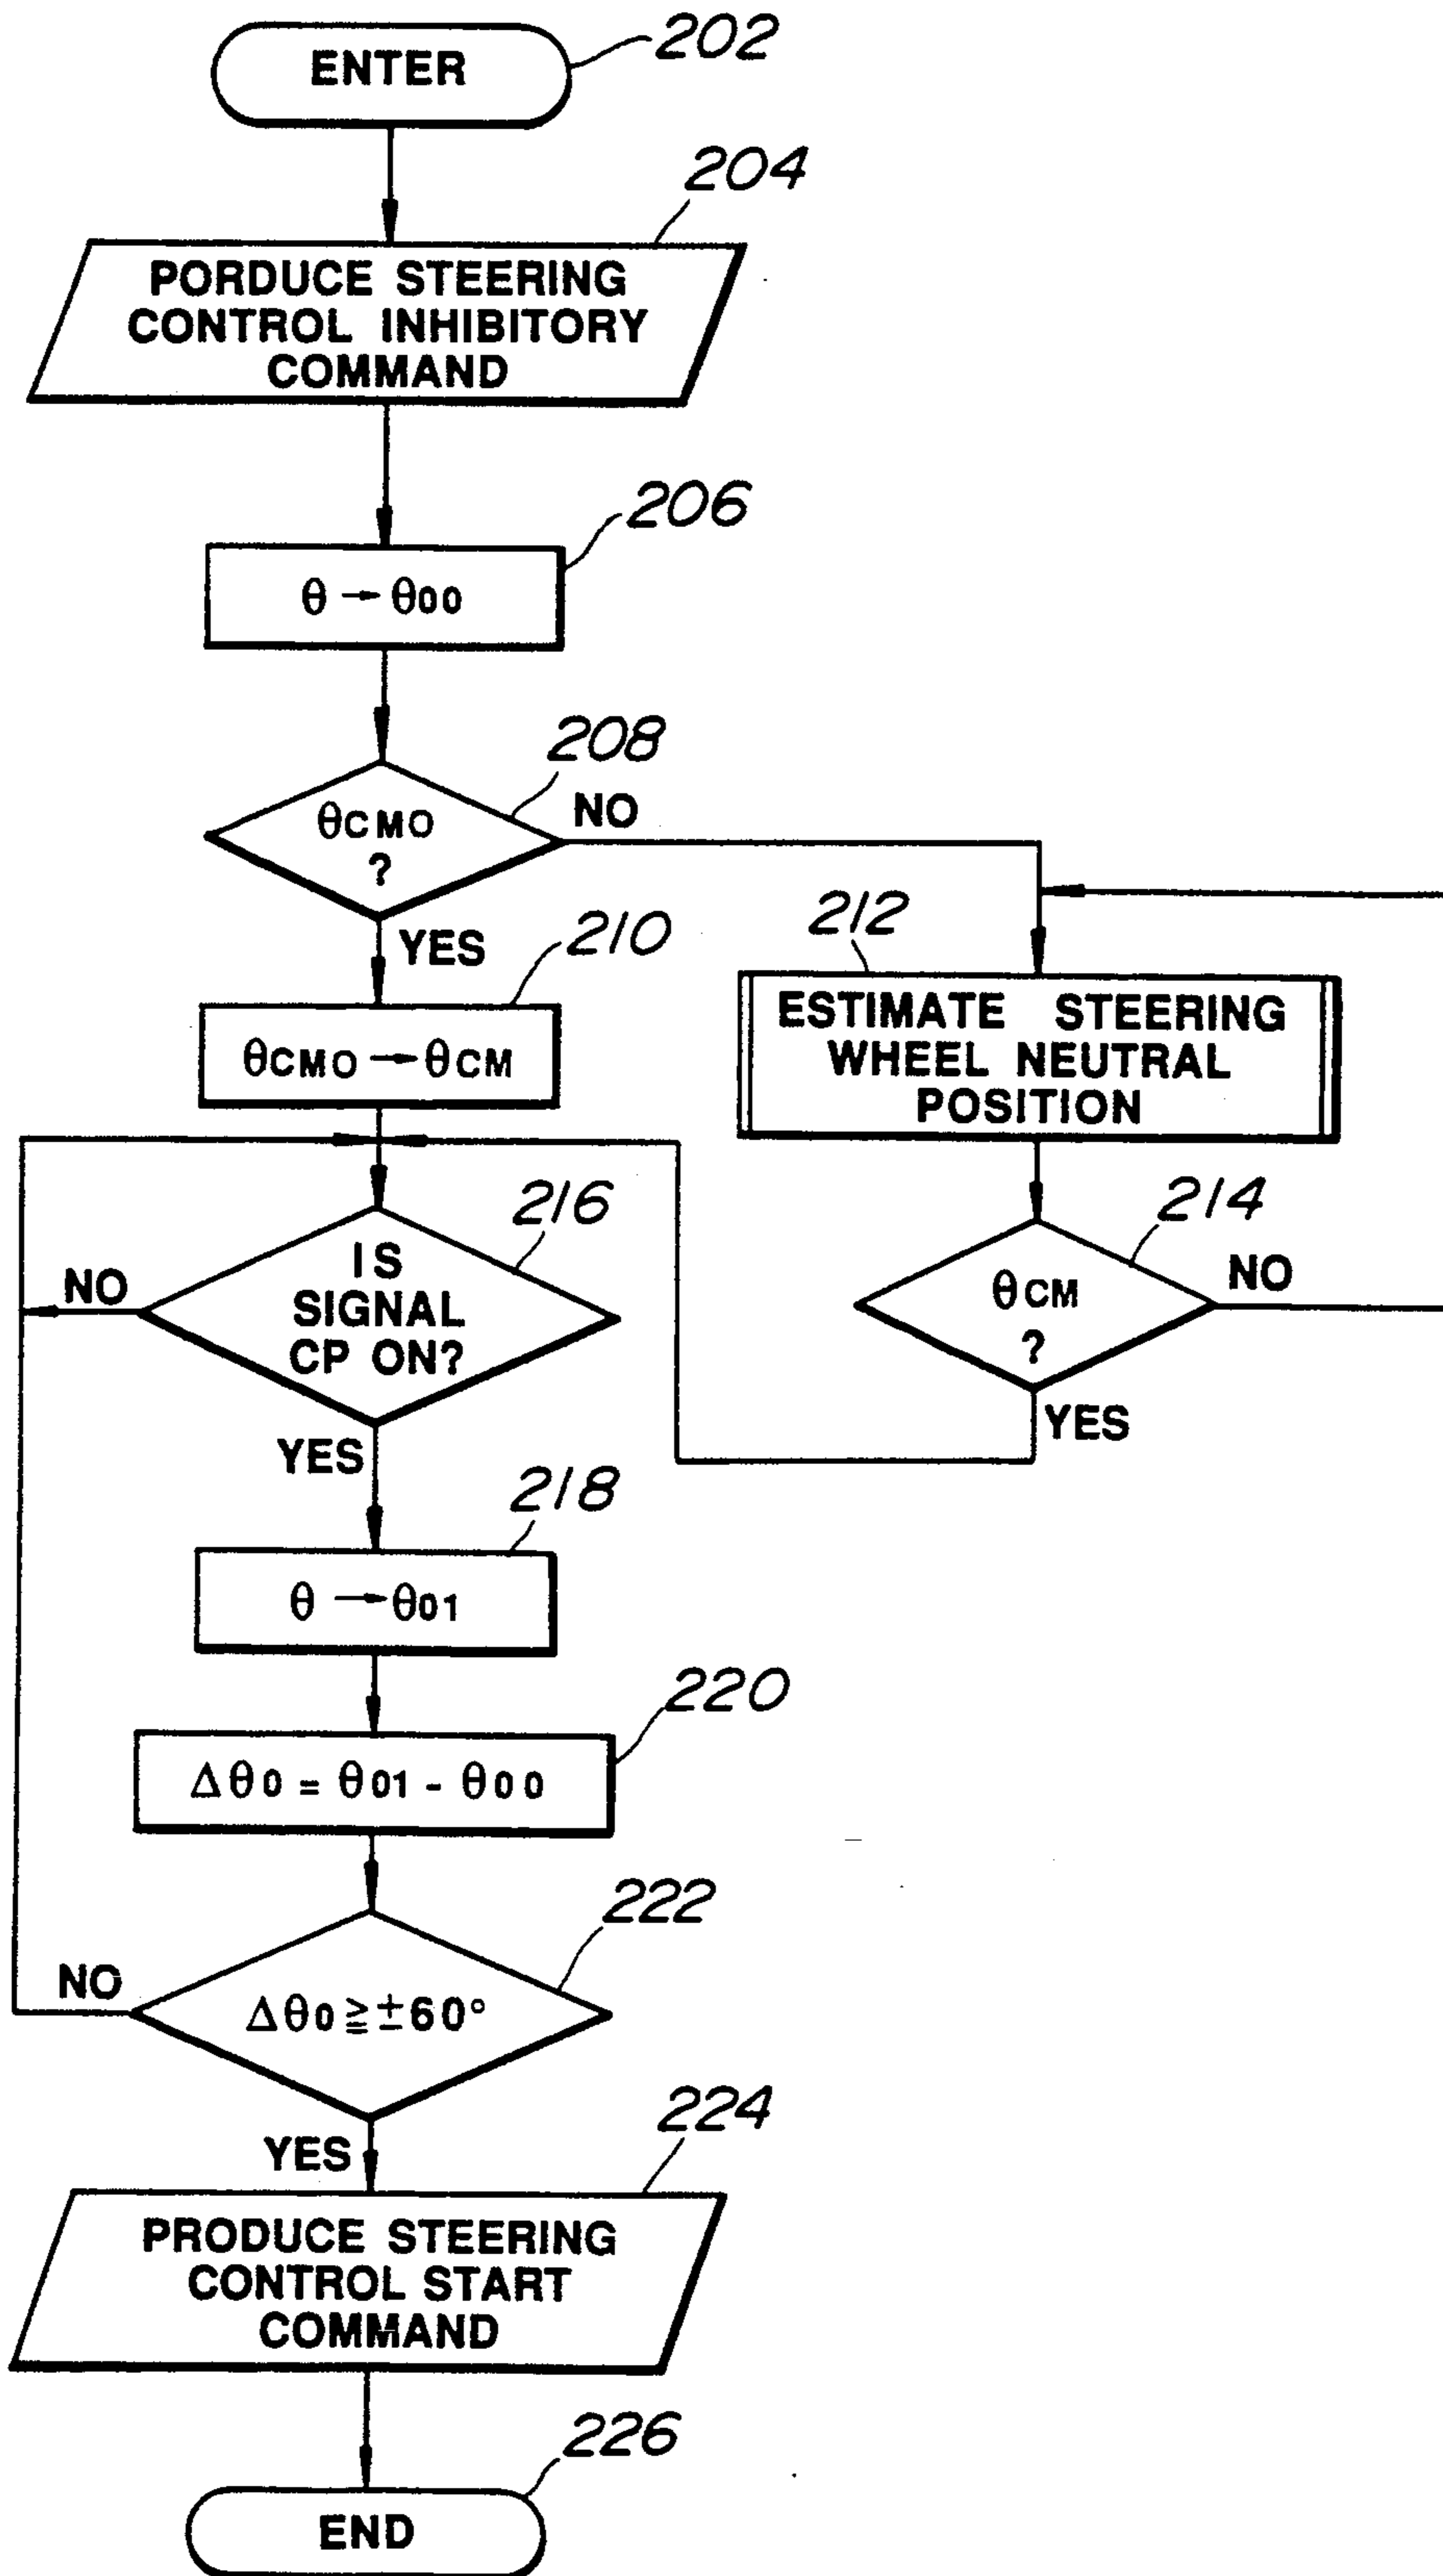 202
ENTER
204
PORDUCE STEERING
CONTROL INHIBITORY
COMMAND
206
θ → θ00
208
θCMO
?
NO
YES
210
θCMO → θCM
212
ESTIMATE STEERING
WHEEL NEUTRAL
POSITION
214
θCM
?
NO
YES
216
IS
SIGNAL
CP ON?
NO
YES
218
θ → θ01
220
Δθ0 = θ01 - θ00
222
Δθ0 ≧ ±60°
NO
YES
224
PRODUCE STEERING
CONTROL START
COMMAND
226
END